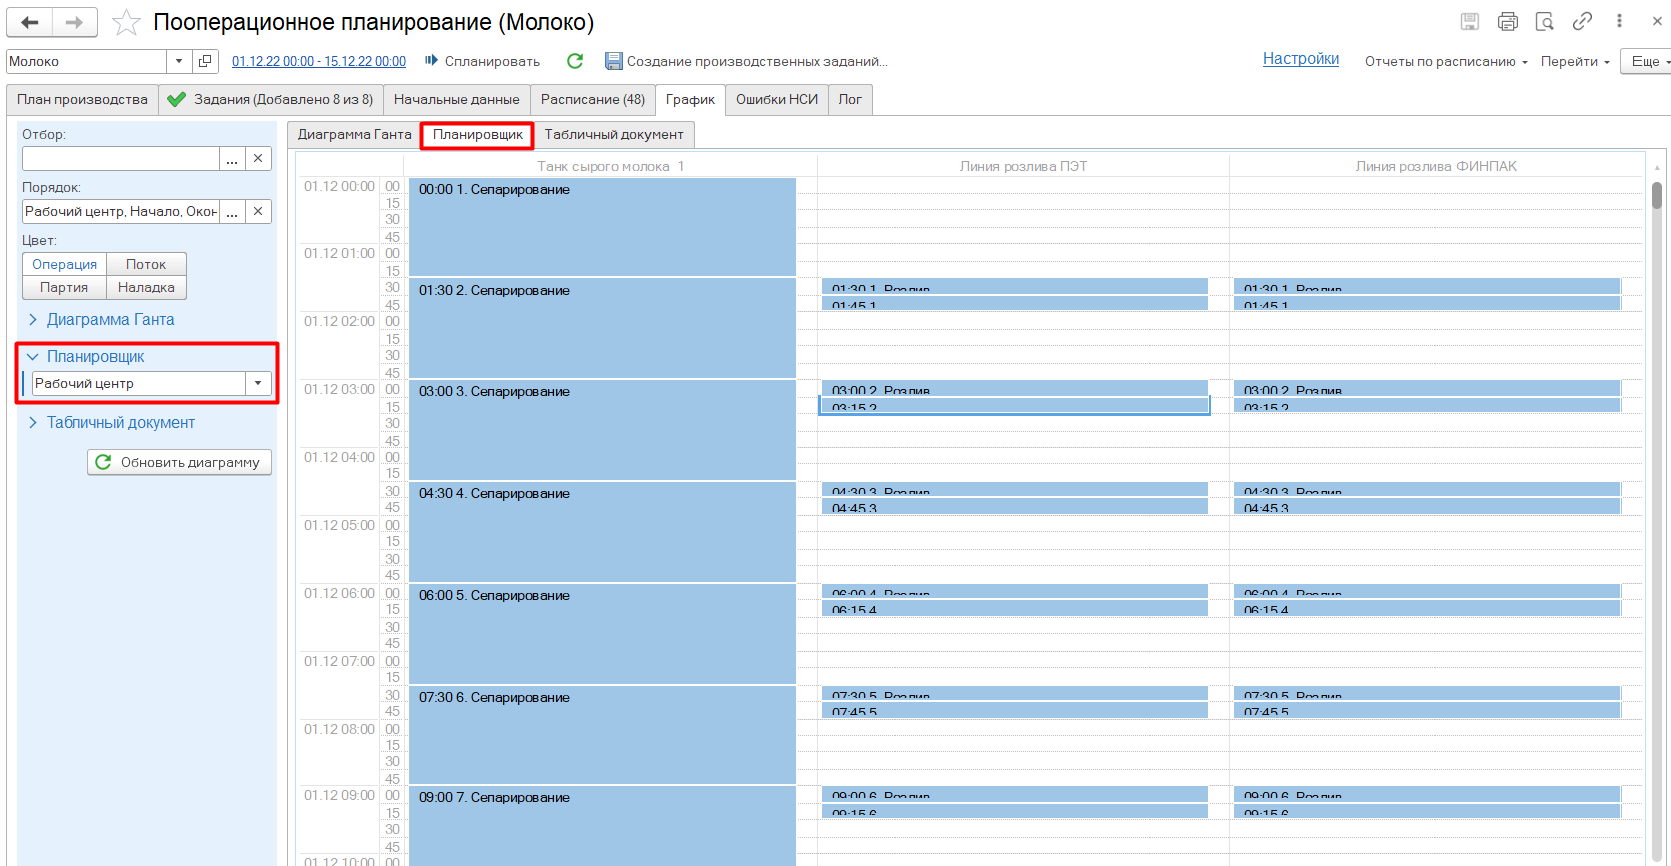 Пооперационное планирование (Молоко)
Молоко 01.12.22 00:00 - 15.12.22 00:00 Спланировать Создание производственных заданий... Настройки Отчеты по расписанию Перейти Еще
План производства Задания (Добавлено 8 из 8) Начальные данные Расписание (48) График Ошибки НСИ Лог
Отбор:
...
Порядок:
Рабочий центр, Начало, Окон ...
Цвет:
Операция Поток
Партия Наладка
Диаграмма Ганта
Планировщик
Рабочий центр
Табличный документ
Обновить диаграмму
Диаграмма Ганта Планировщик Табличный документ
Танк сырого молока 1 Линия розлива ПЭТ Линия розлива ФИНПАК
01.12 00:00 00 00:00 1. Сепарирование
15
30
45
01.12 01:00 00
15
30 01:30 2. Сепарирование 01:30 1. Розлив 01:30 1. Розлив
45 01:45 1 01:45 1
01.12 02:00 00
15
30
45
01.12 03:00 00 03:00 3. Сепарирование 03:00 2. Розлив 03:00 2. Розлив
15 03:15 2 03:15 2
30
45
01.12 04:00 00
15
30 04:30 4. Сепарирование 04:30 3. Розлив 04:30 3. Розлив
45 04:45 3 04:45 3
01.12 05:00 00
15
30
45
01.12 06:00 00 06:00 5. Сепарирование 06:00 4. Розлив 06:00 4. Розлив
15 06:15 4 06:15 4
30
45
01.12 07:00 00
15
30 07:30 6. Сепарирование 07:30 5. Розлив 07:30 5. Розлив
45 07:45 5 07:45 5
01.12 08:00 00
15
30
45
01.12 09:00 00 09:00 7. Сепарирование 09:00 6. Розлив 09:00 6. Розлив
15 09:15 6 09:15 6
30
45
01.12 10:00 00